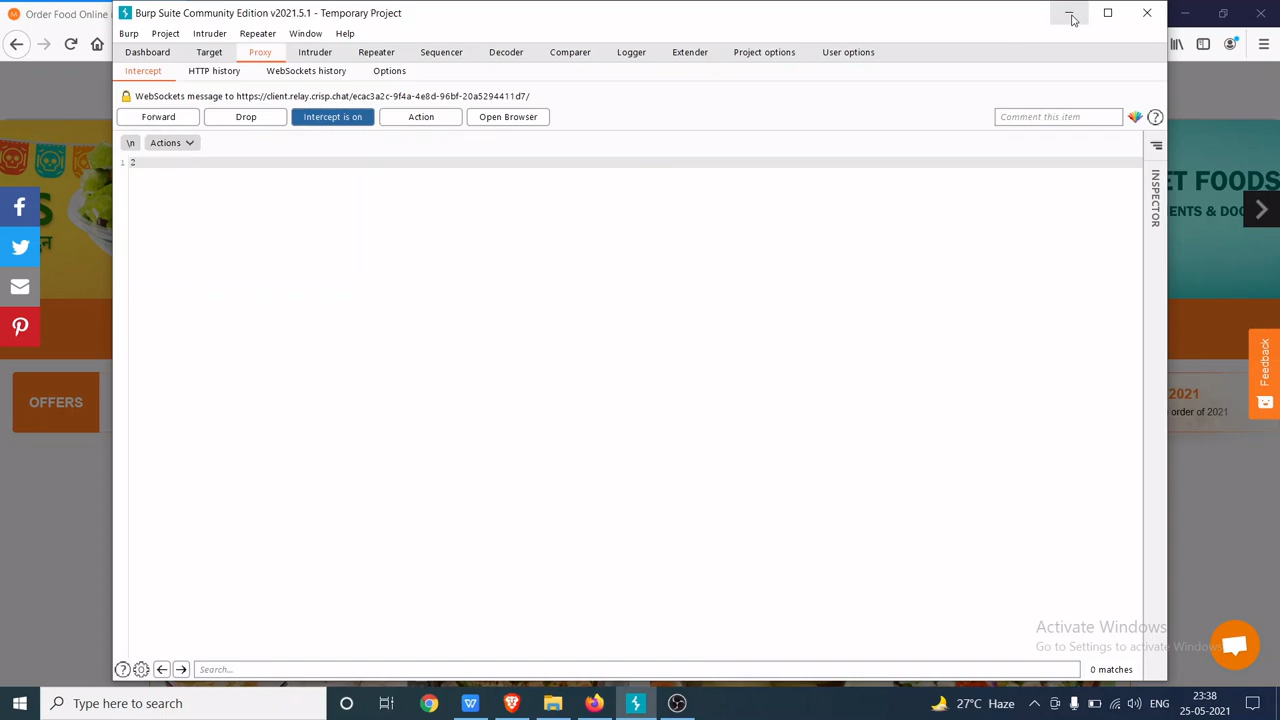 Order Food Online
Burp Suite Community Edition v2021.5.1 - Temporary Project
Burp Project Intruder Repeater Window Help
Dashboard Target Proxy Intruder Repeater Sequencer Decoder Comparer Logger Extender Project options User options
Intercept HTTP history WebSockets history Options
WebSockets message to https://client.relay.crisp.chat/ecac3a2c-9f4a-4e8d-96bf-20a5294411d7/
Forward Drop Intercept is on Action Open Browser Comment this item
\n Actions
1 2
INSPECTOR
ET FOODS
ENTS & DOC
S
Feedback
OFFERS
2021
order of 2021
Activate Windows
Go to Settings to activate Windows.
Search... 0 matches
Type here to search
27°C Haze ENG 23:38
25-05-2021